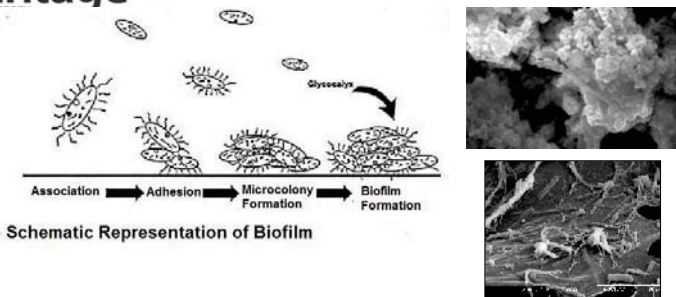 Glycocalyx
Association Adhesion Microcolony Formation Biofilm Formation
Schematic Representation of Biofilm